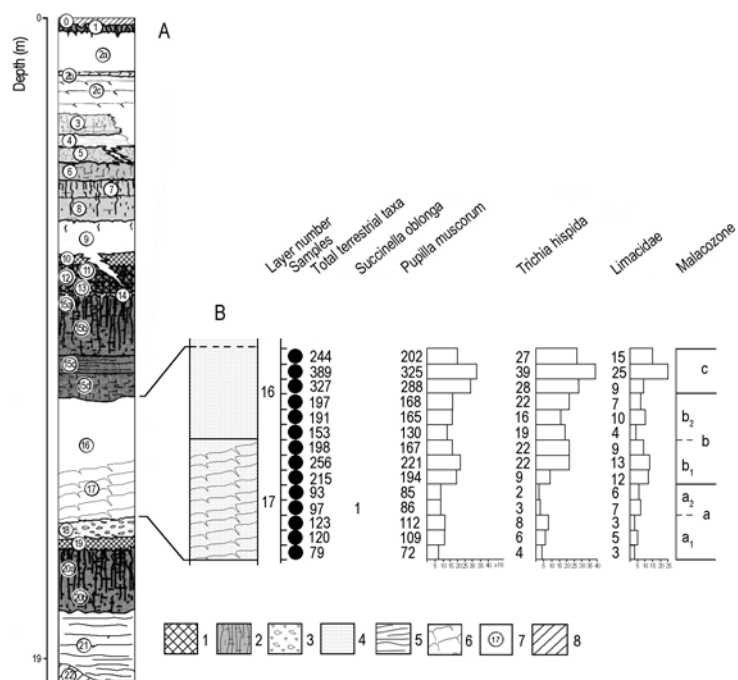 0
Depth (m)
19
A
0
1
2a
2b
2c
3
4
5
6
7
8
9
10
11
12
13
14
15a
15b
15c
15d
16
17
18
19
20a
20b
21
22
B
Layer number
Samples
Total terrestrial taxa
Succinella oblonga
Pupilla muscorum
Trichia hispida
Limacidae
Malacozone
16
17
244 202 27 15
389 325 39 25 c
327 288 28 9
197 168 22 7
191 165 16 10 b2
153 130 19 4 b
198 167 22 9
256 221 22 13 b1
215 194 9 12
93 85 2 6 a2
97 1 86 3 7 a
123 112 8 3
120 109 6 5 a1
79 72 4 3
5 10 15 20 25 30 35 40 x10
5 10 15 20 25 30 35 40
5 10 15 20 25
1 2 3 4 5 6 17 7 8